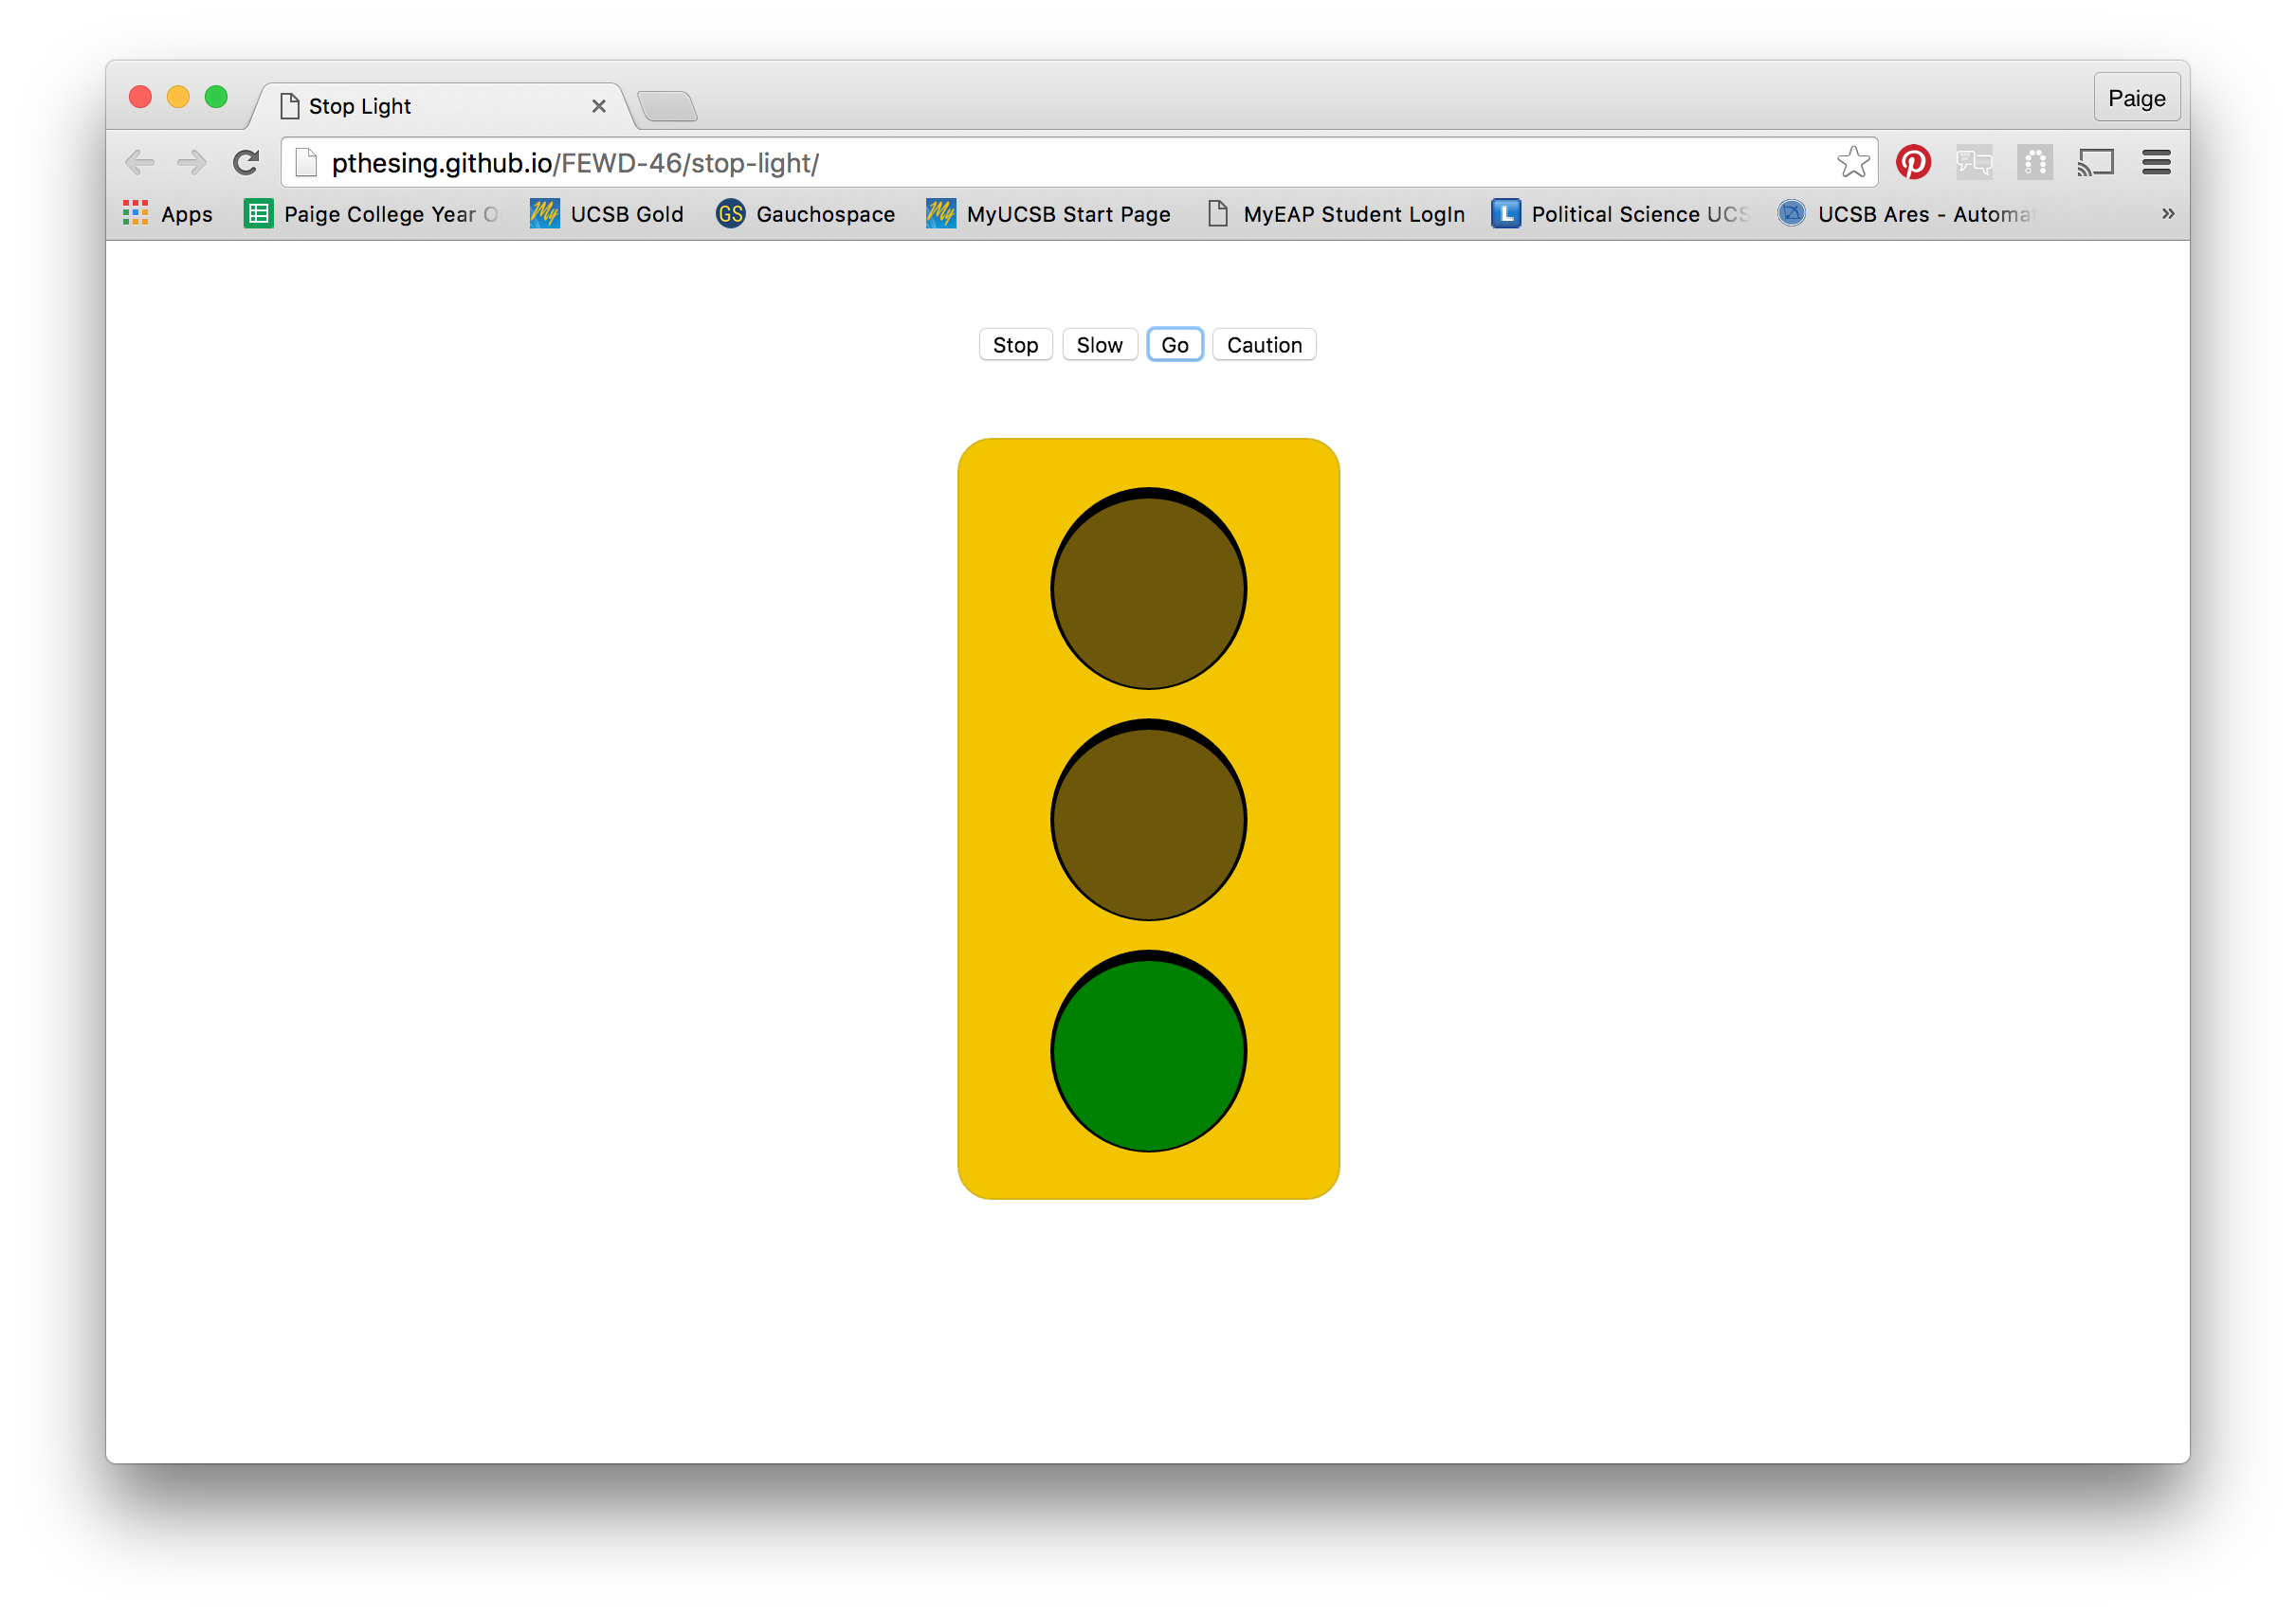 Stop Light
Paige
pthesing.github.io/FEWD-46/stop-light/
Apps Paige College Year O UCSB Gold Gauchospace MyUCSB Start Page MyEAP Student LogIn Political Science UCS UCSB Ares - Automat »
Stop Slow Go Caution